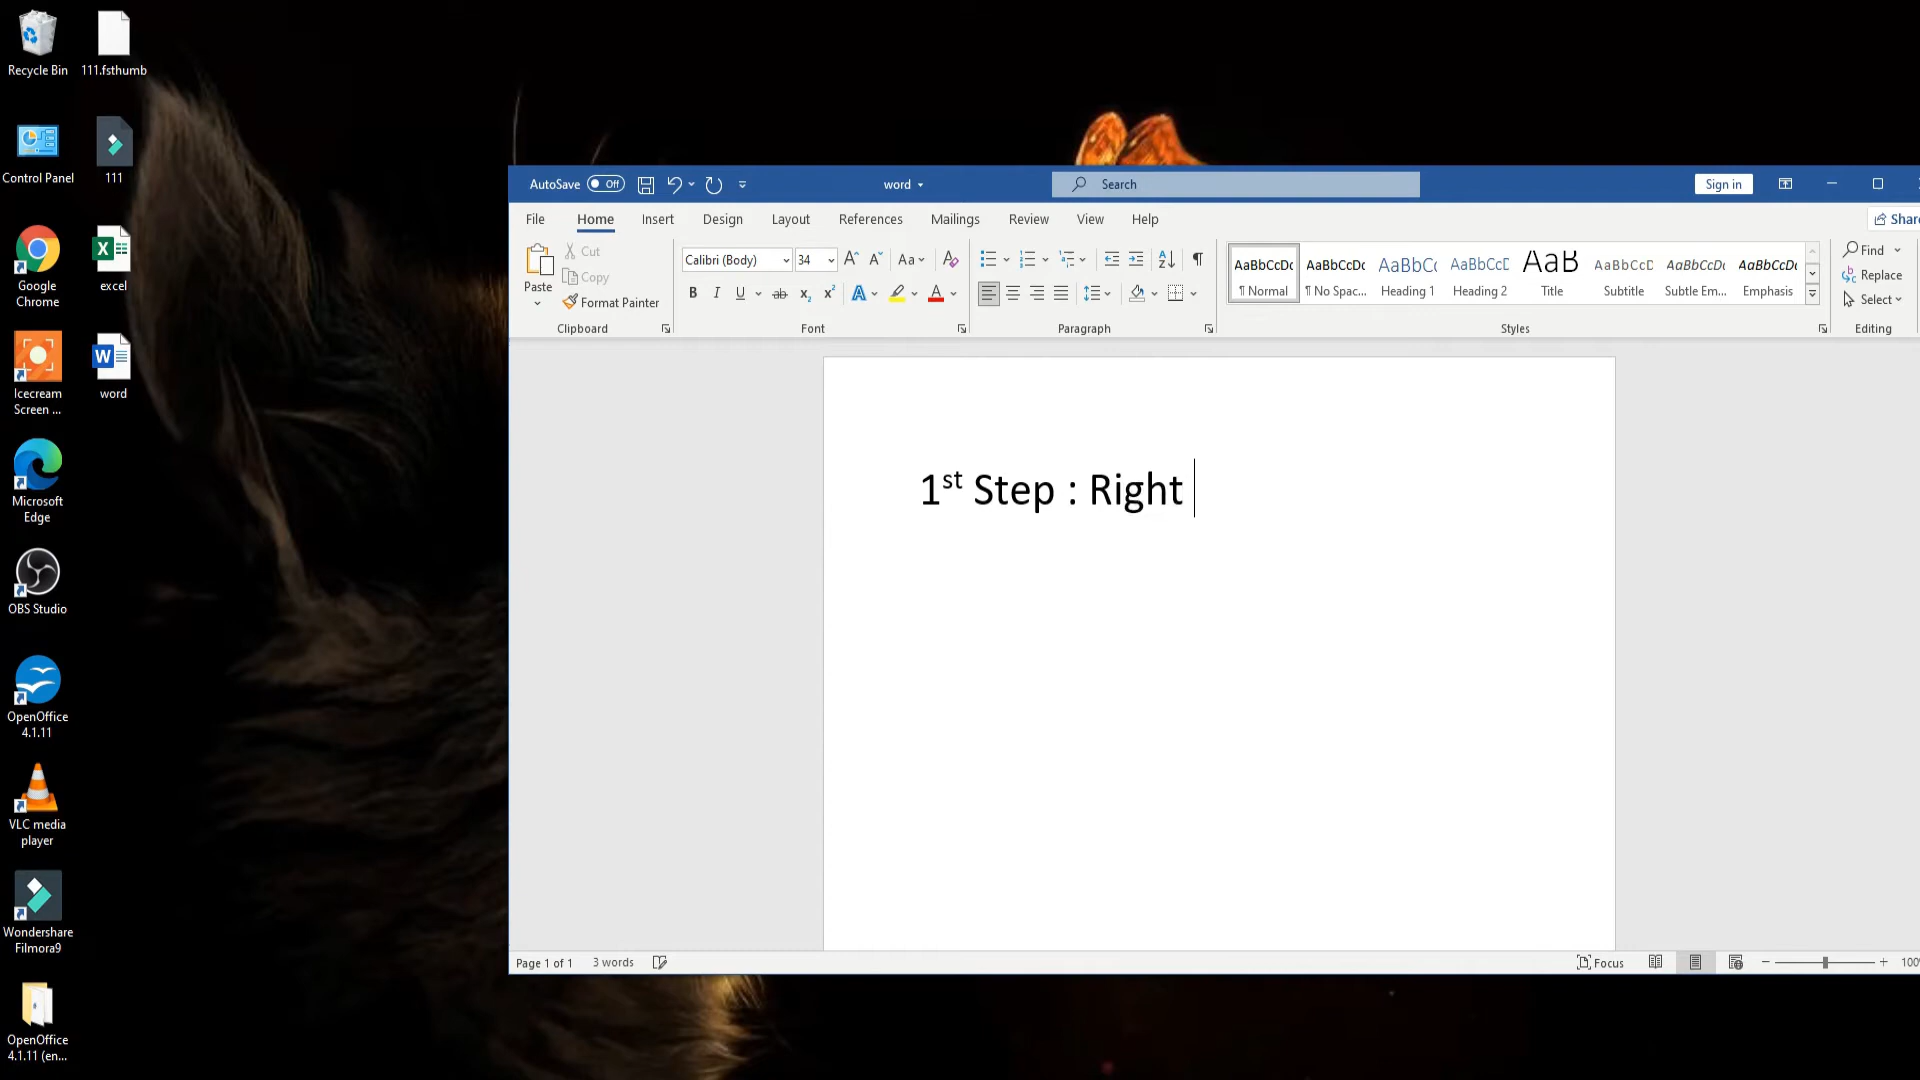 Recycle Bin
111.fsthumb
Control Panel
111
Google
Chrome
excel
Icecream
Screen ...
word
Microsoft
Edge
OBS Studio
OpenOffice
4.1.11
VLC media
player
Wondershare
Filmora9
OpenOffice
4.1.11 (en...
AutoSave Off word Search Sign in
File Home Insert Design Layout References Mailings Review View Help Share
Paste
Cut
Copy
Format Painter
Clipboard
Calibri (Body) 34
Font
Paragraph
AaBbCcDc AaBbCcDc AaBbCc AaBbCcD AaB AaBbCcD AaBbCcDc AaBbCcDc
¶ Normal ¶ No Spac... Heading 1 Heading 2 Title Subtitle Subtle Em... Emphasis
Styles
Find
Replace
Select
Editing
1st Step : Right
Page 1 of 1 3 words Focus 100%